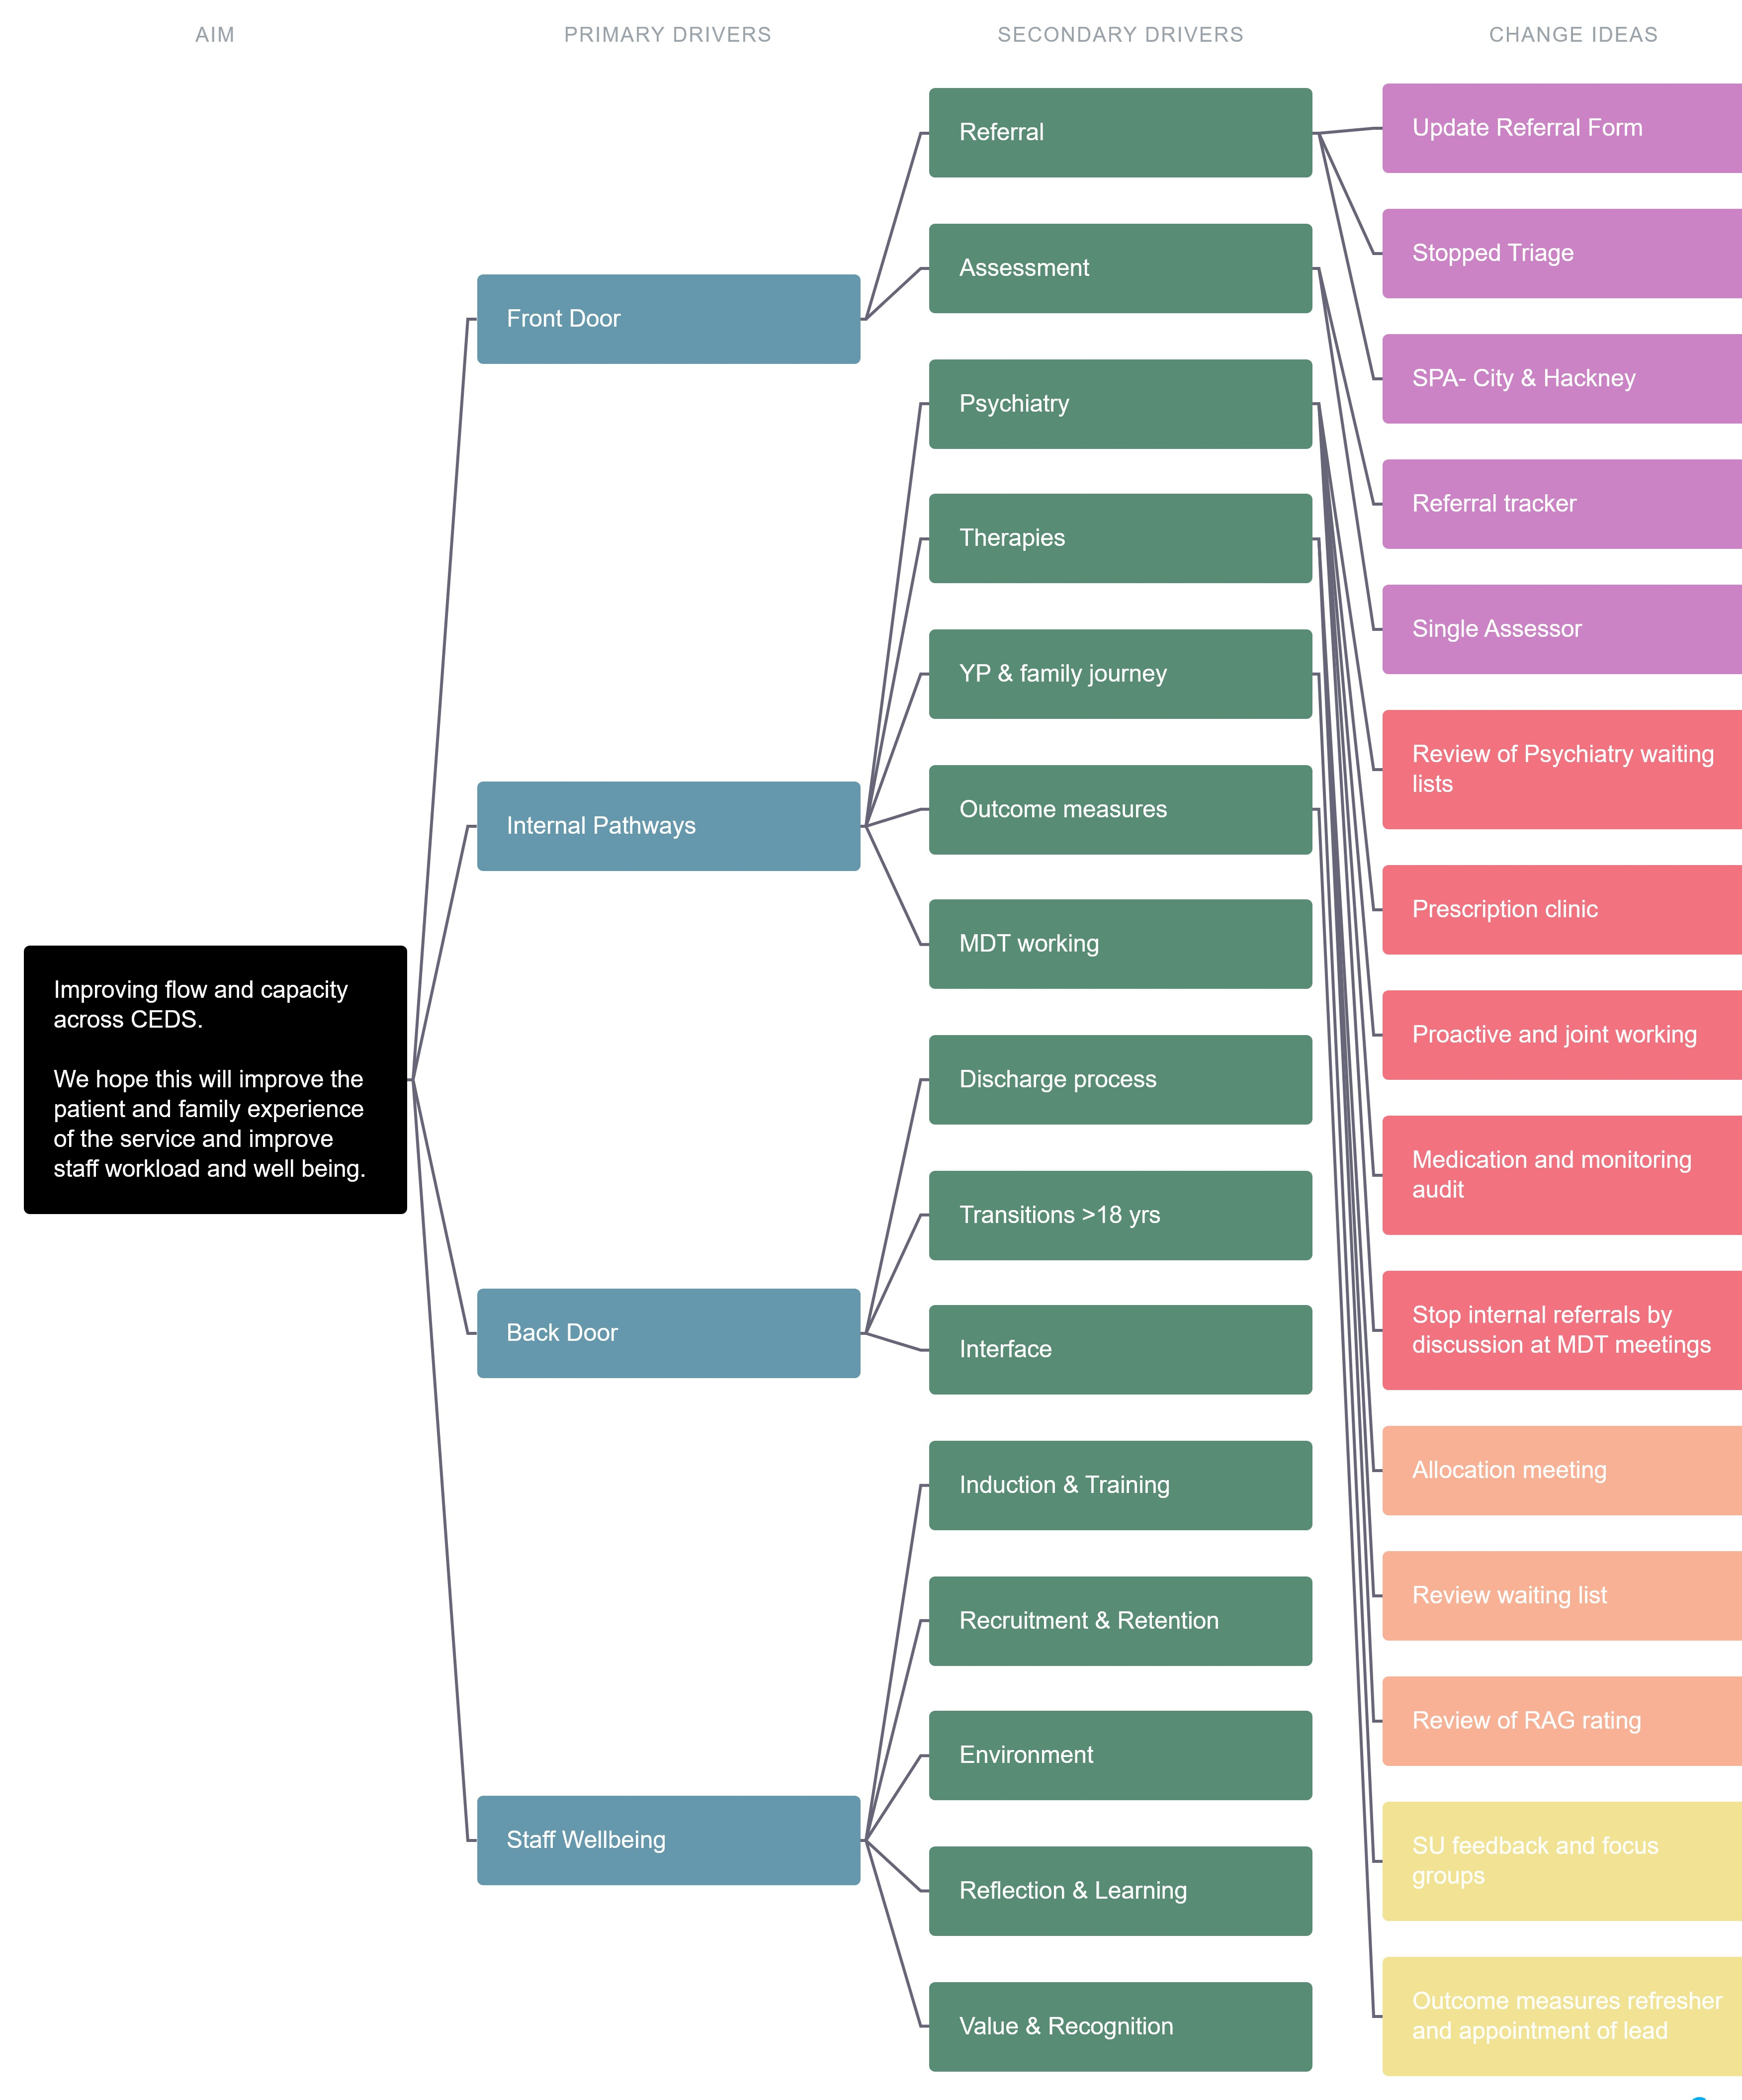 AIM
PRIMARY DRIVERS
SECONDARY DRIVERS
CHANGE IDEAS
Improving flow and capacity
across CEDS.
We hope this will improve the
patient and family experience
of the service and improve
staff workload and well being.
Front Door
Internal Pathways
Back Door
Staff Wellbeing
Referral
Assessment
Psychiatry
Therapies
YP & family journey
Outcome measures
MDT working
Discharge process
Transitions >18 yrs
Interface
Induction & Training
Recruitment & Retention
Environment
Reflection & Learning
Value & Recognition
Update Referral Form
Stopped Triage
SPA- City & Hackney
Referral tracker
Single Assessor
Review of Psychiatry waiting
lists
Prescription clinic
Proactive and joint working
Medication and monitoring
audit
Stop internal referrals by
discussion at MDT meetings
Allocation meeting
Review waiting list
Review of RAG rating
SU feedback and focus
groups
Outcome measures refresher
and appointment of lead